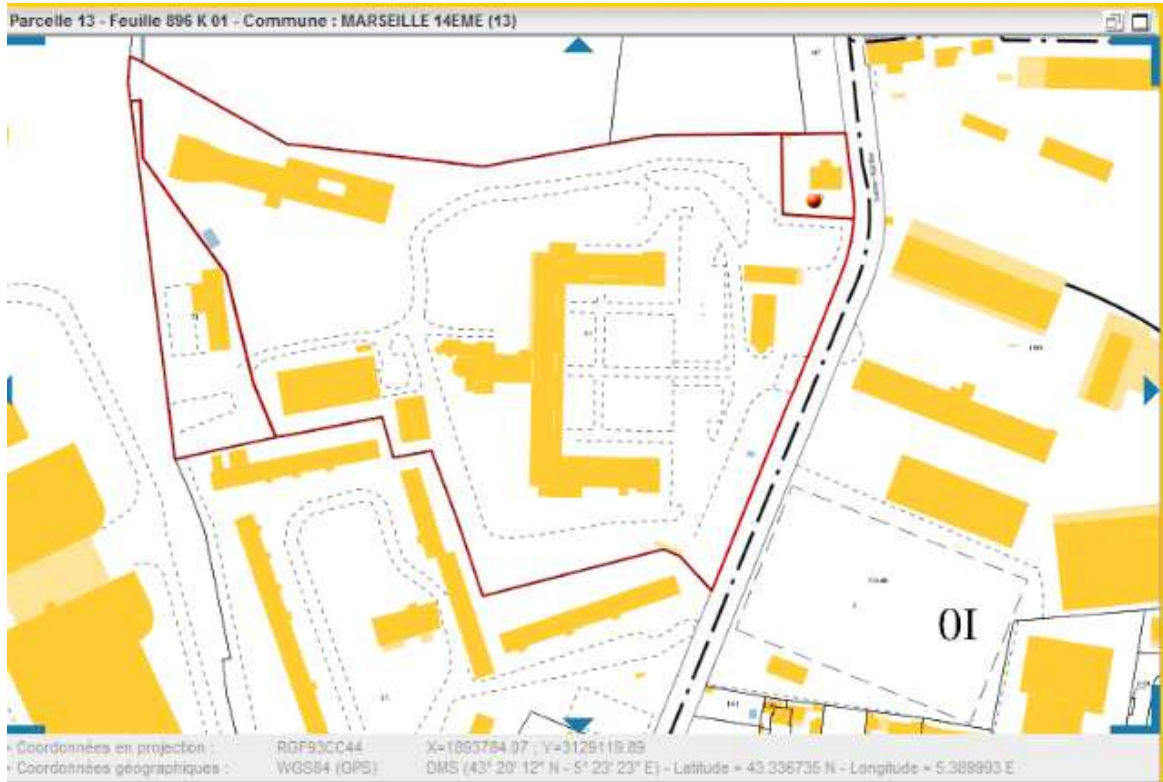 Parcelle 13 - Feuille 896 K 01 - Commune : MARSEILLE 14EME (13)
OI
Coordonnées en projection : RGF93CC44 X=1893784.97 ; Y=3129119.89
Coordonnées géographiques : WGS84 (GPS) DMS (43° 20' 12" N - 5° 23' 23" E) - Latitude = 43.336735 N - Longitude = 5.389993 E